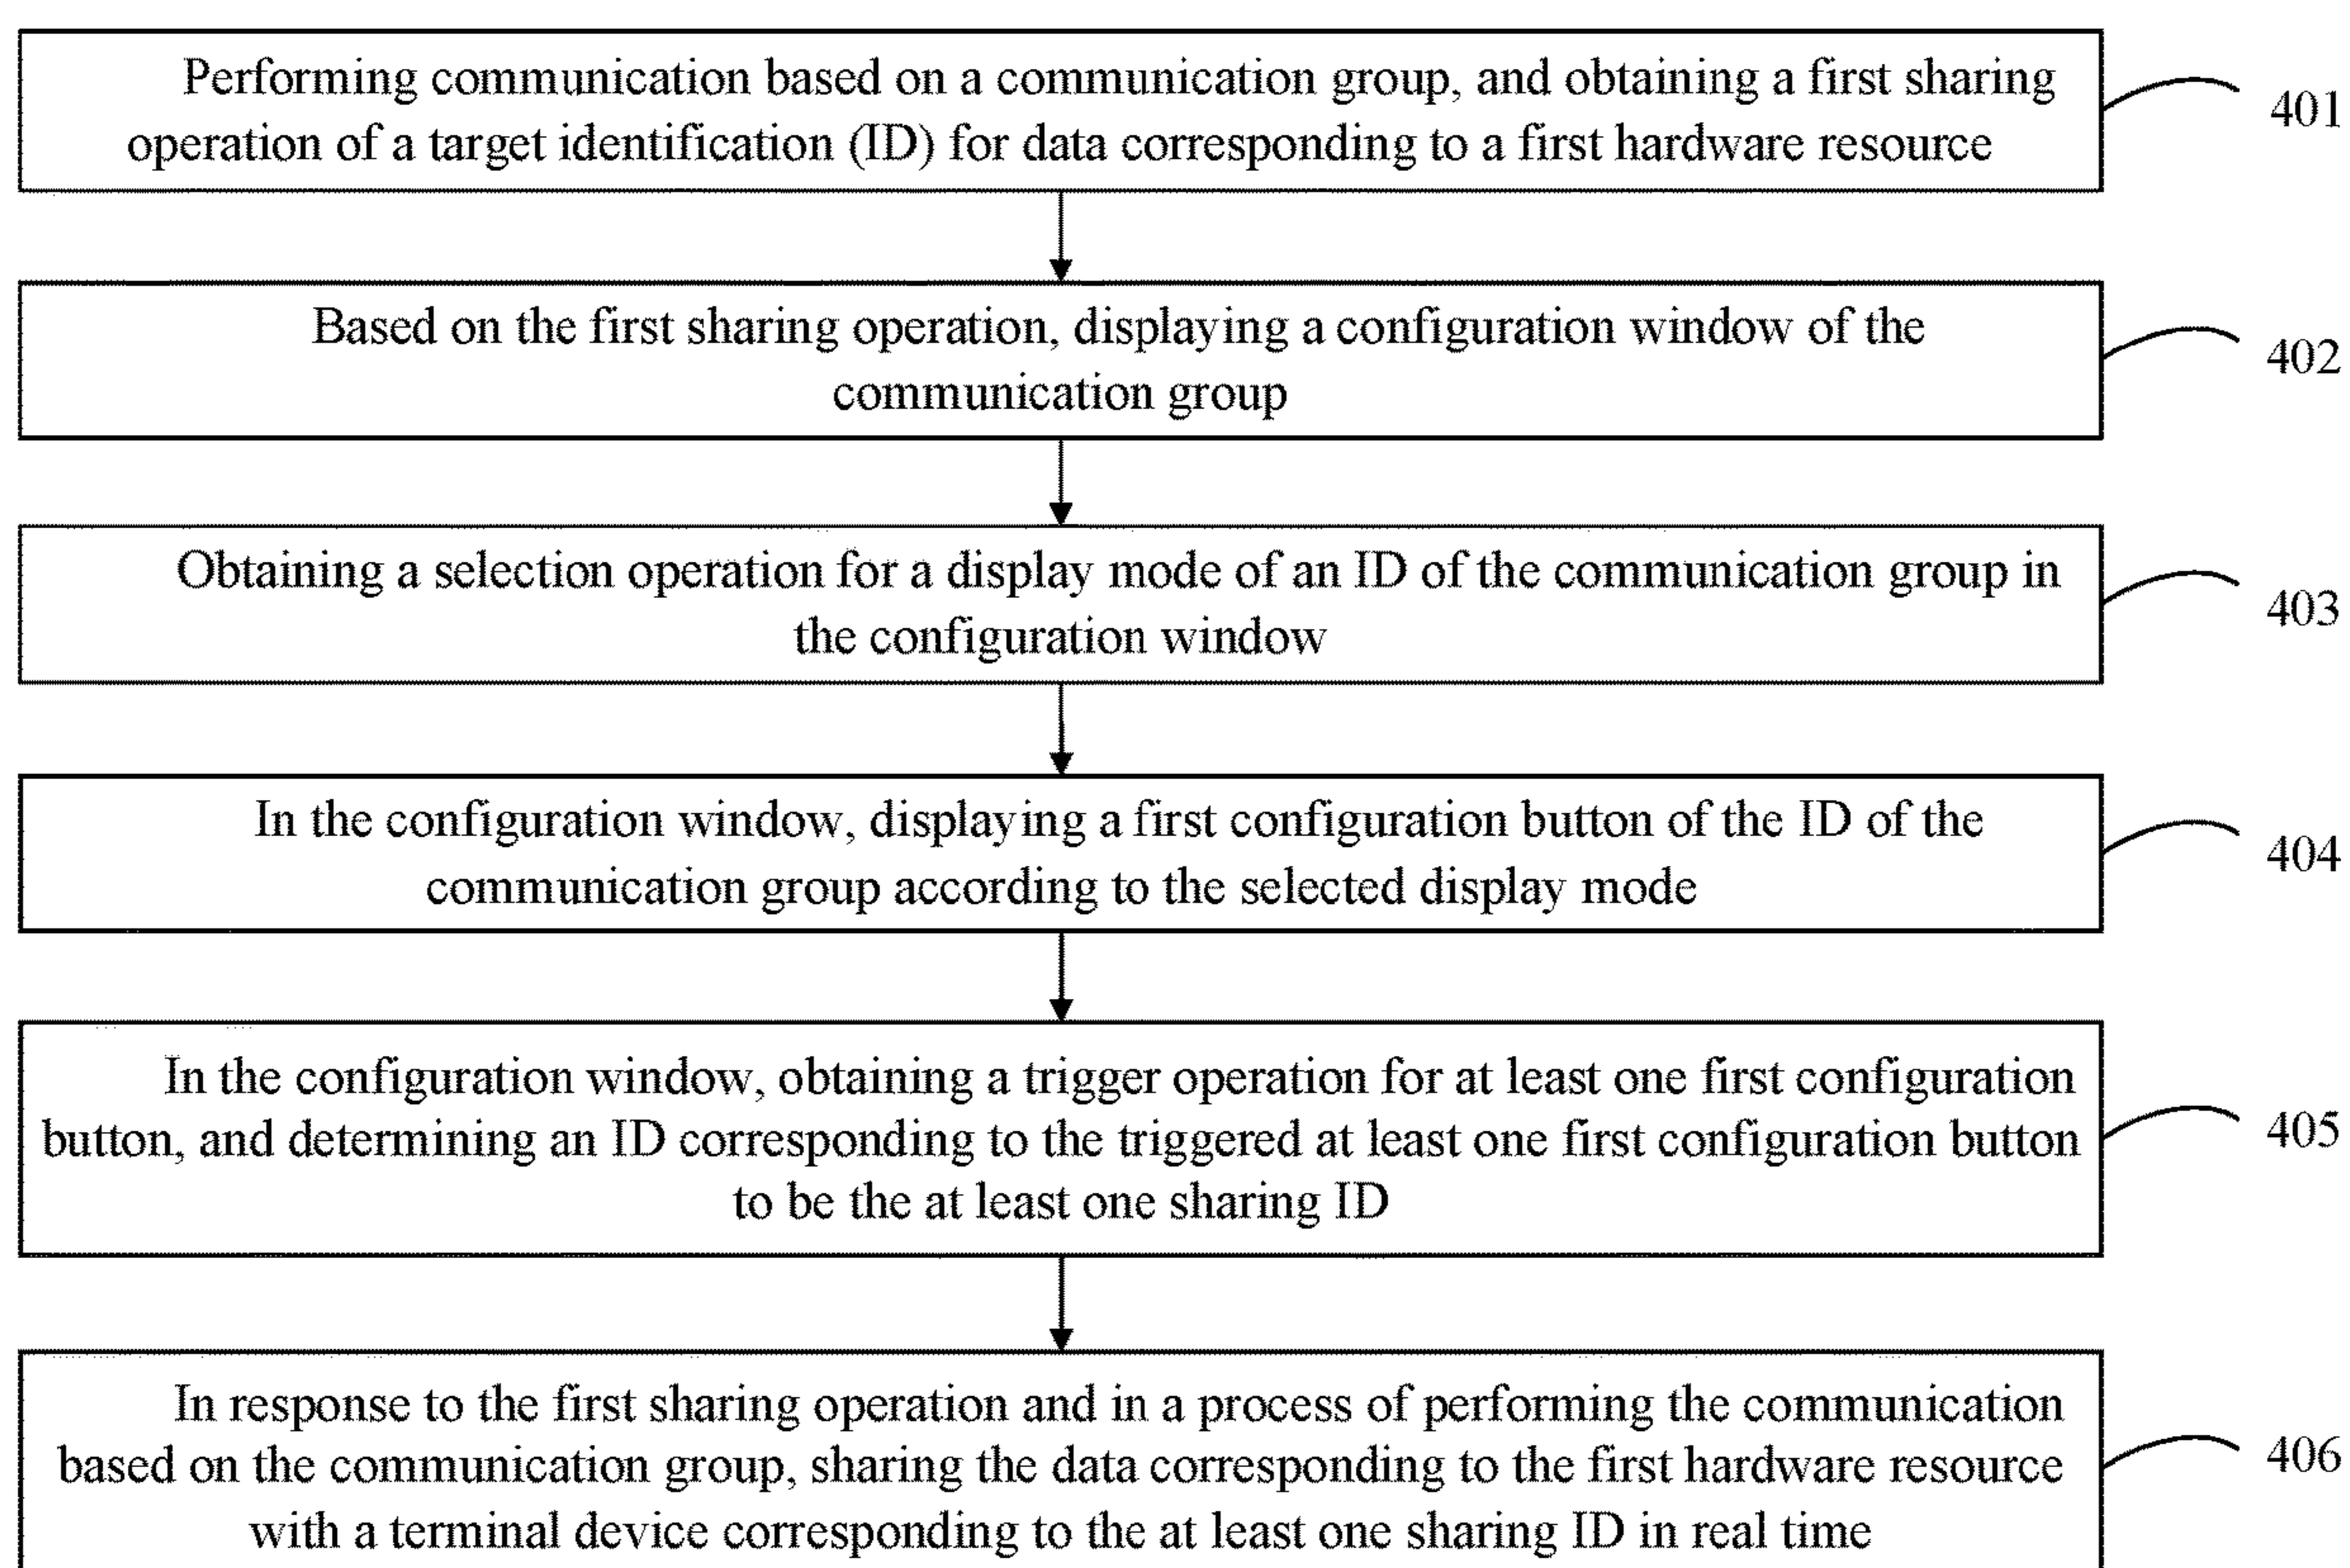 Performing communication based on a communication group, and obtaining a first sharing
operation of a target identification (ID) for data corresponding to a first hardware resource
401
Based on the first sharing operation, displaying a configuration window of the
communication group
402
Obtaining a selection operation for a display mode of an ID of the communication group in
the configuration window
403
In the configuration window, displaying a first configuration button of the ID of the
communication group according to the selected display mode
404
In the configuration window, obtaining a trigger operation for at least one first configuration
button, and determining an ID corresponding to the triggered at least one first configuration button
to be the at least one sharing ID
405
In response to the first sharing operation and in a process of performing the communication
based on the communication group, sharing the data corresponding to the first hardware resource
with a terminal device corresponding to the at least one sharing ID in real time
406